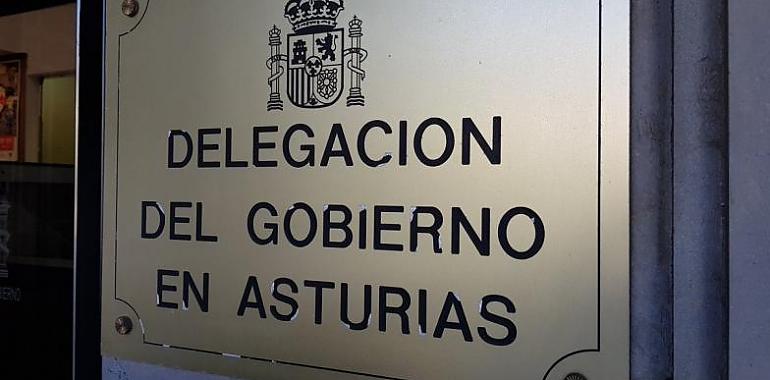 DELEGACION
DEL GOBIERNO
EN ASTURIAS